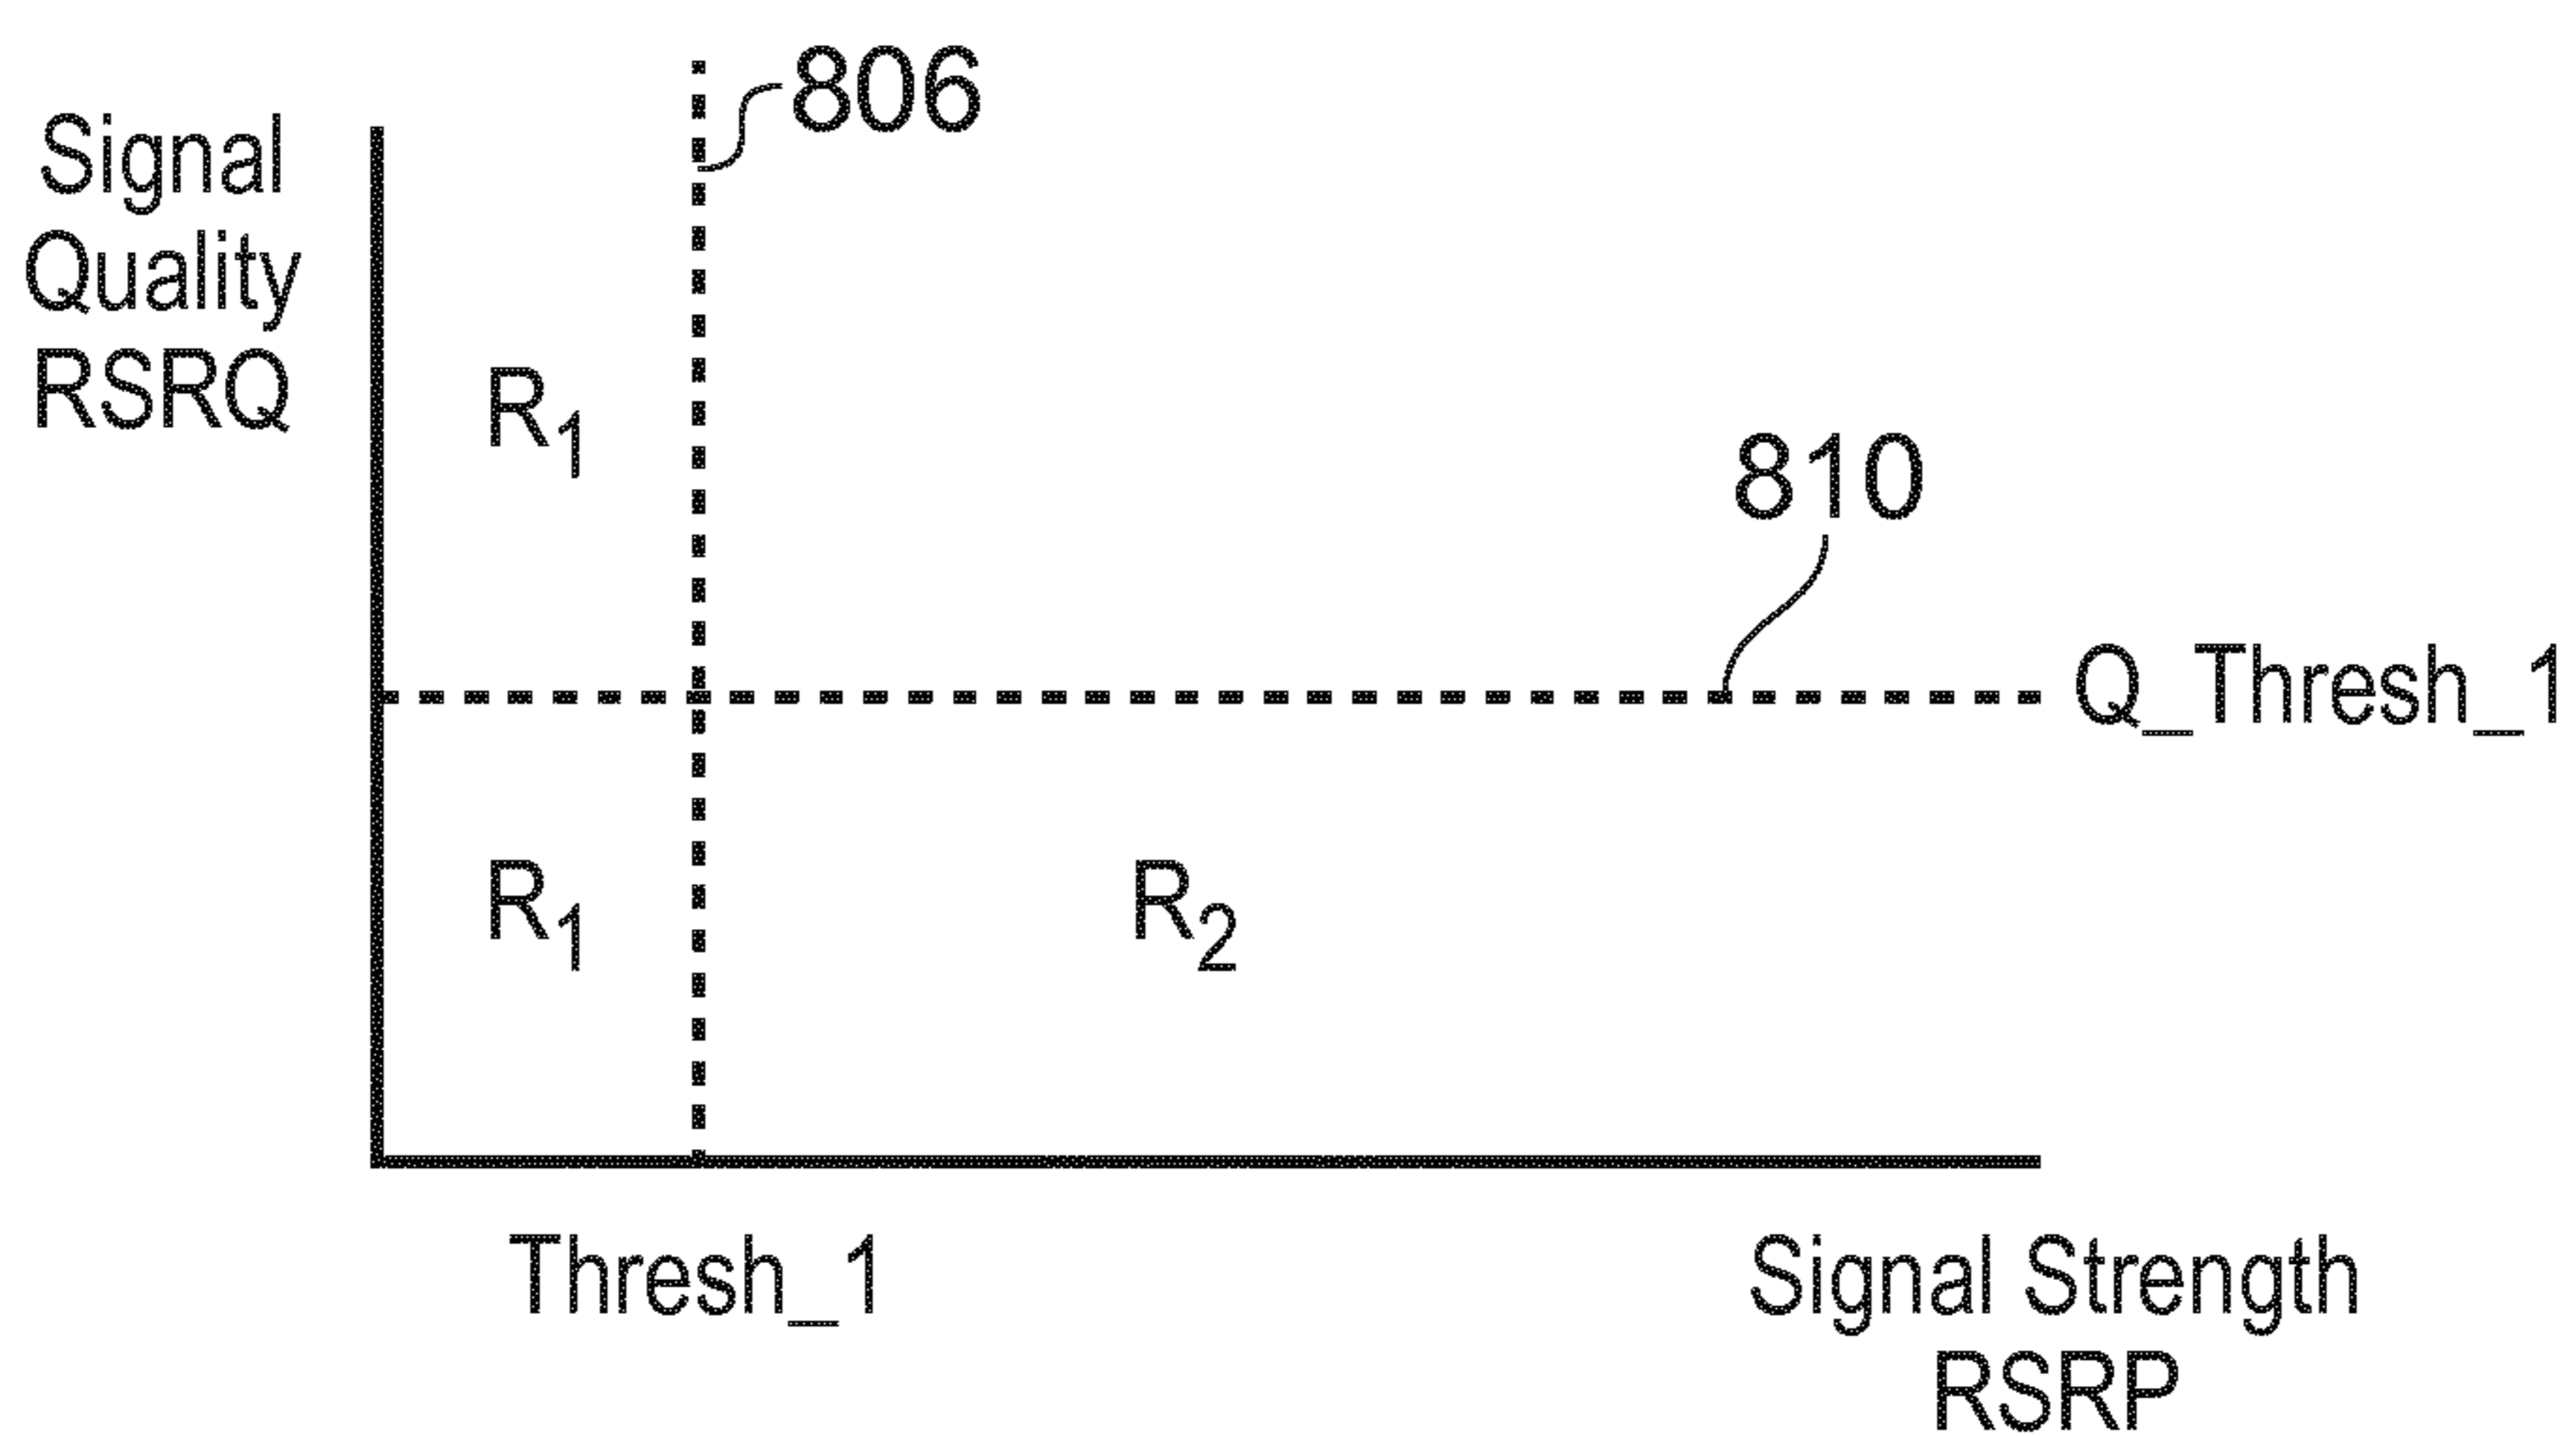 806
Signal
Quality
RSRQ
R1
810
Q_Thresh_1
R1
R2
Thresh_1
Signal Strength
RSRP